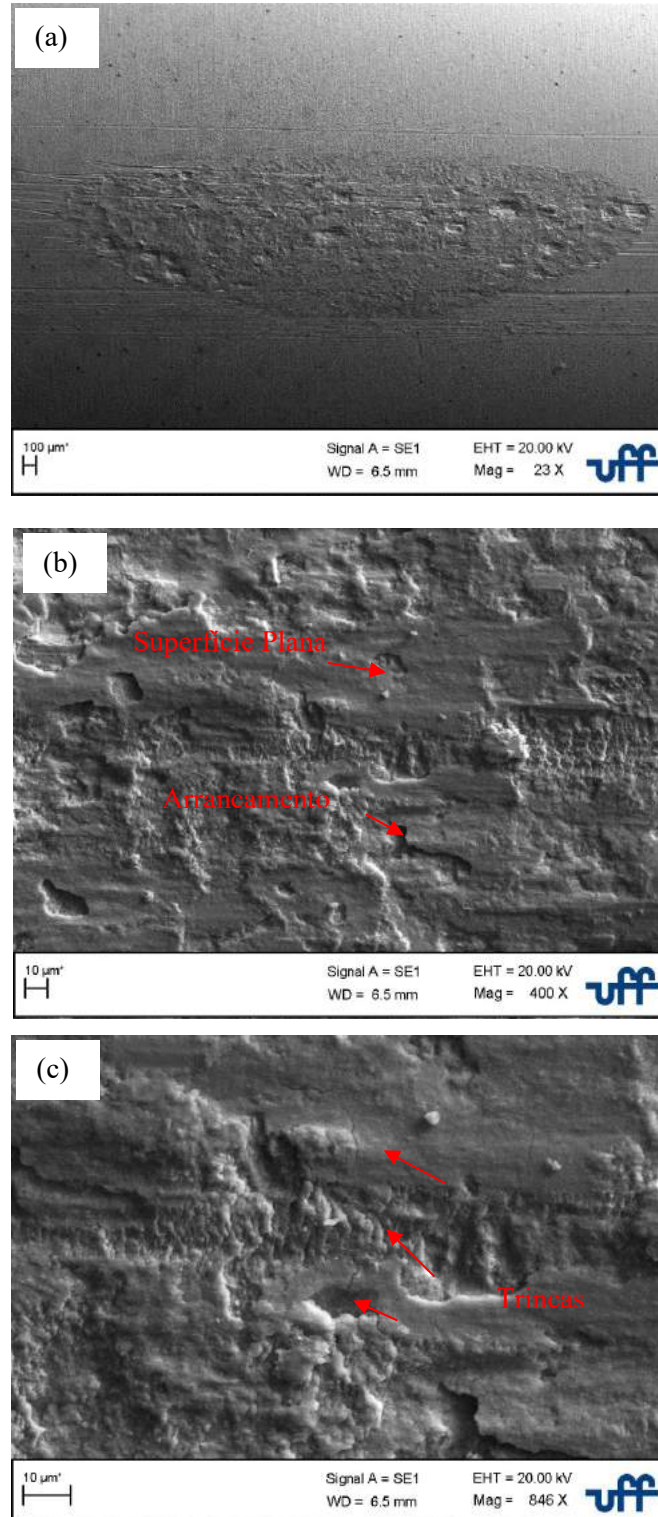 (a)
100 µm*
Signal A = SE1
EHT = 20.00 kV
WD = 6.5 mm
Mag = 23 X
uff
(b)
Superfície Plana
Arrancamento
10 µm*
Signal A = SE1
EHT = 20.00 kV
WD = 6.5 mm
Mag = 400 X
uff
(c)
Trincas
10 µm*
Signal A = SE1
EHT = 20.00 kV
WD = 6.5 mm
Mag = 846 X
uff